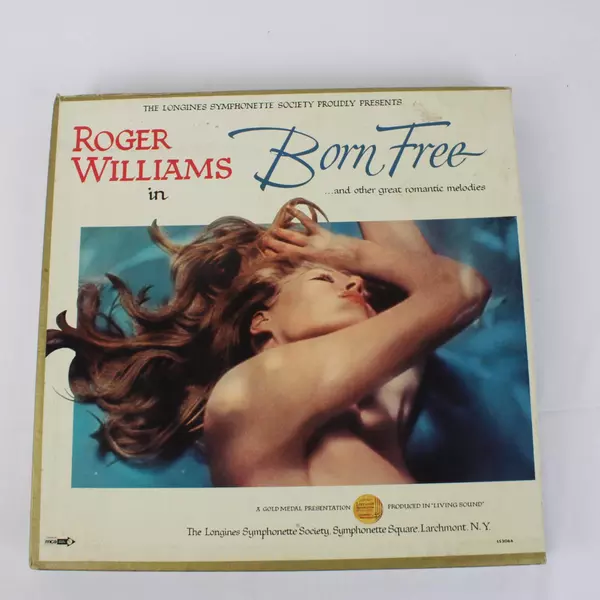 THE LONGINES SYMPHONETTE SOCIETY PROUDLY PRESENTS
ROGER WILLIAMS in
Born Free
...and other great romantic melodies
A GOLD MEDAL PRESENTATION PRODUCED IN "LIVING SOUND"
The Longines Symphonette Society, Symphonette Square, Larchmont, N.Y.